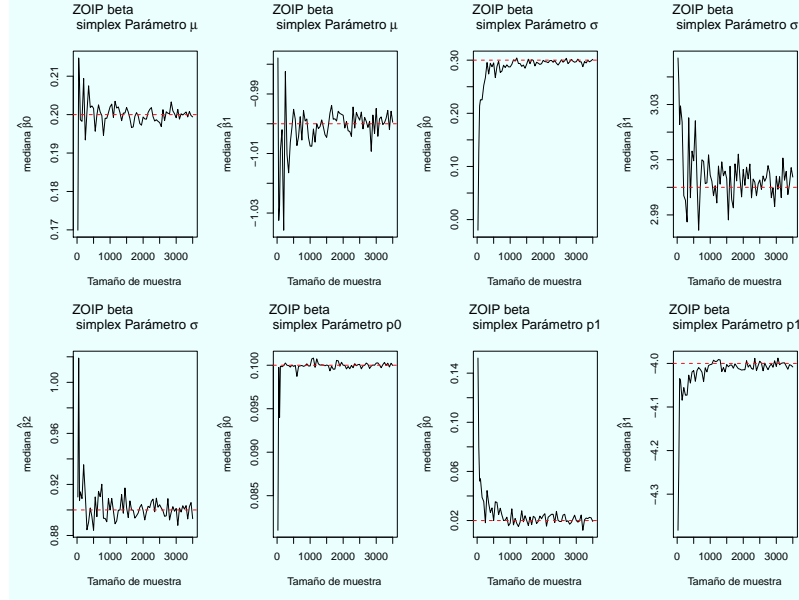 ZOIP beta
simplex Parámetro μ
mediana β̂0
0.17
0.18
0.19
0.20
0.21
0 1000 2000 3000
Tamaño de muestra
ZOIP beta
simplex Parámetro μ
mediana β̂1
−1.03
−1.01
−0.99
0 1000 2000 3000
Tamaño de muestra
ZOIP beta
simplex Parámetro σ
mediana β̂0
0.00
0.10
0.20
0.30
0 1000 2000 3000
Tamaño de muestra
ZOIP beta
simplex Parámetro σ
mediana β̂1
2.99
3.01
3.03
0 1000 2000 3000
Tamaño de muestra
ZOIP beta
simplex Parámetro σ
mediana β̂2
0.88
0.92
0.96
1.00
0 1000 2000 3000
Tamaño de muestra
ZOIP beta
simplex Parámetro p0
mediana β̂0
0.085
0.090
0.095
0.100
0 1000 2000 3000
Tamaño de muestra
ZOIP beta
simplex Parámetro p1
mediana β̂0
0.02
0.06
0.10
0.14
0 1000 2000 3000
Tamaño de muestra
ZOIP beta
simplex Parámetro p1
mediana β̂1
−4.3
−4.2
−4.1
−4.0
0 1000 2000 3000
Tamaño de muestra